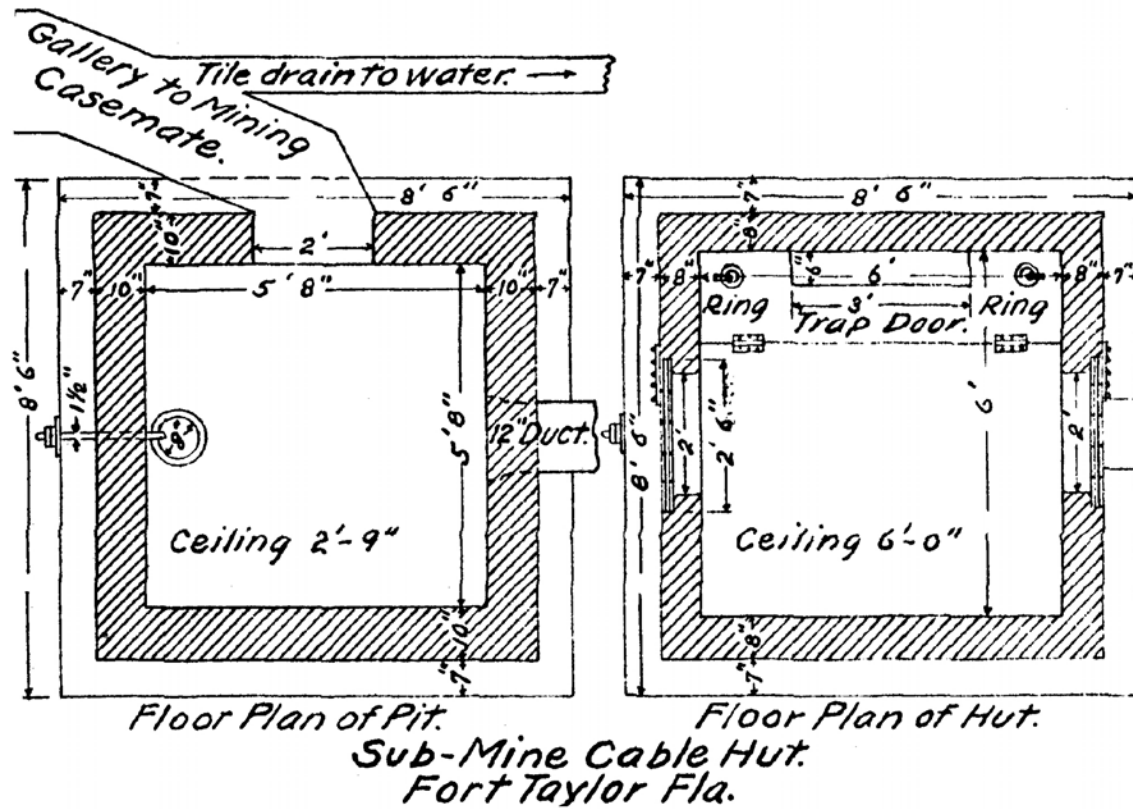 Gallery to Mining
Casemate.
Tile drain to water.
8' 6"
7"
10"
2'
7"
10"
5' 8"
10"
7"
8' 6"
1½"
8"
5' 8"
12" Duct.
Ceiling 2'-9"
10"
7"
Floor Plan of Pit.
8' 6"
7"
8"
7"
8"
6"
6'
8"
7"
Ring
3'
Ring
Trap Door.
8' 6"
2'
2' 6"
6'
2'
Ceiling 6'-0"
8"
7"
Floor Plan of Hut.
Sub-Mine Cable Hut.
Fort Taylor Fla.